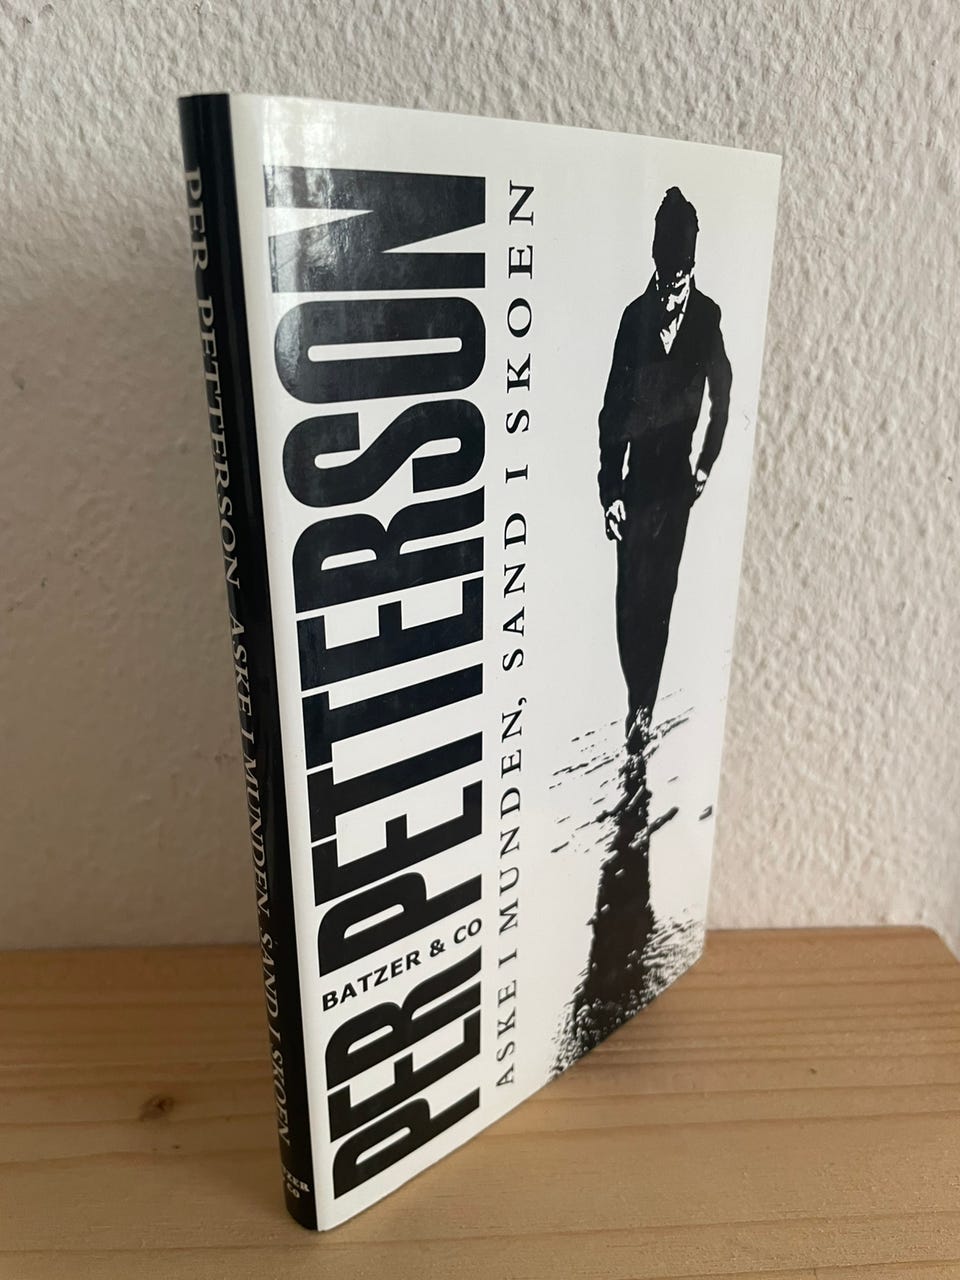 PER PETTERSON ASKE I MUNDEN, SAND I SKOEN
PER PETTERSON
BATZER & CO
ASKE I MUNDEN, SAND I SKOEN